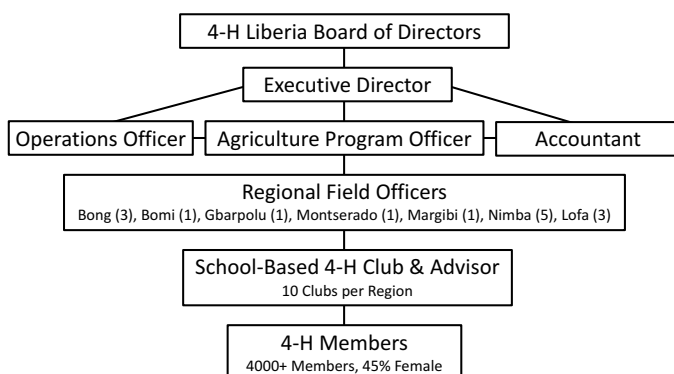 4-H Liberia Board of Directors
Executive Director
Operations Officer
Agriculture Program Officer
Accountant
Regional Field Officers
Bong (3), Bomi (1), Gbarpolu (1), Montserado (1), Margibi (1), Nimba (5), Lofa (3)
School-Based 4-H Club & Advisor
10 Clubs per Region
4-H Members
4000+ Members, 45% Female